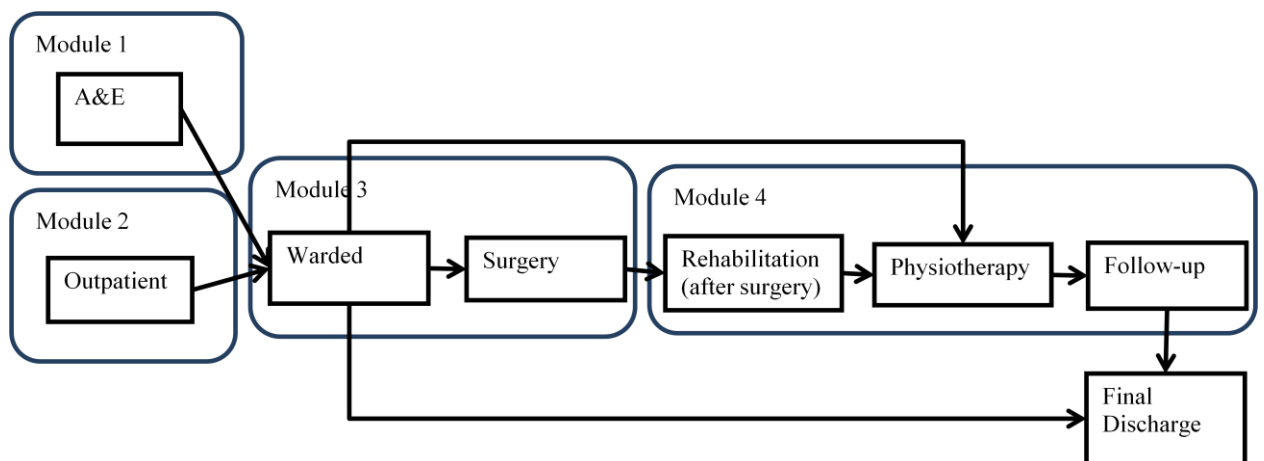 Module 1
A&E
Module 2
Outpatient
Module 3
Warded
Surgery
Module 4
Rehabilitation
(after surgery)
Physiotherapy
Follow-up
Final
Discharge